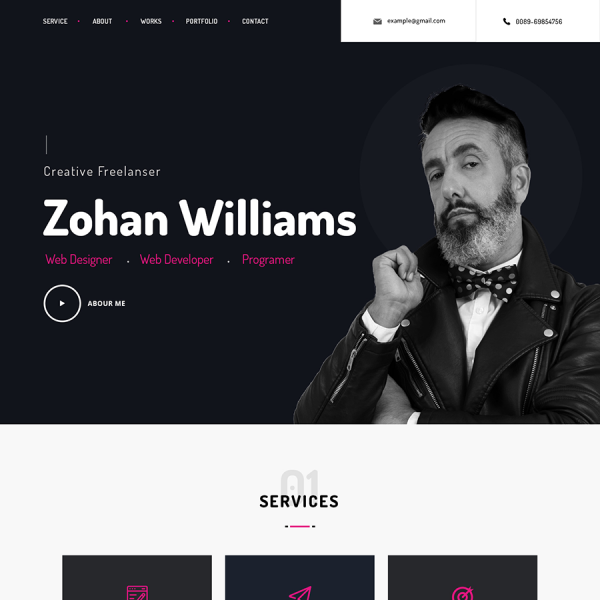 SERVICE • ABOUT • WORKS • PORTFOLIO • CONTACT
example@gmail.com
0089-69854756
Creative Freelanser
Zohan Williams
Web Designer . Web Developer . Programer
ABOUR ME
01
SERVICES